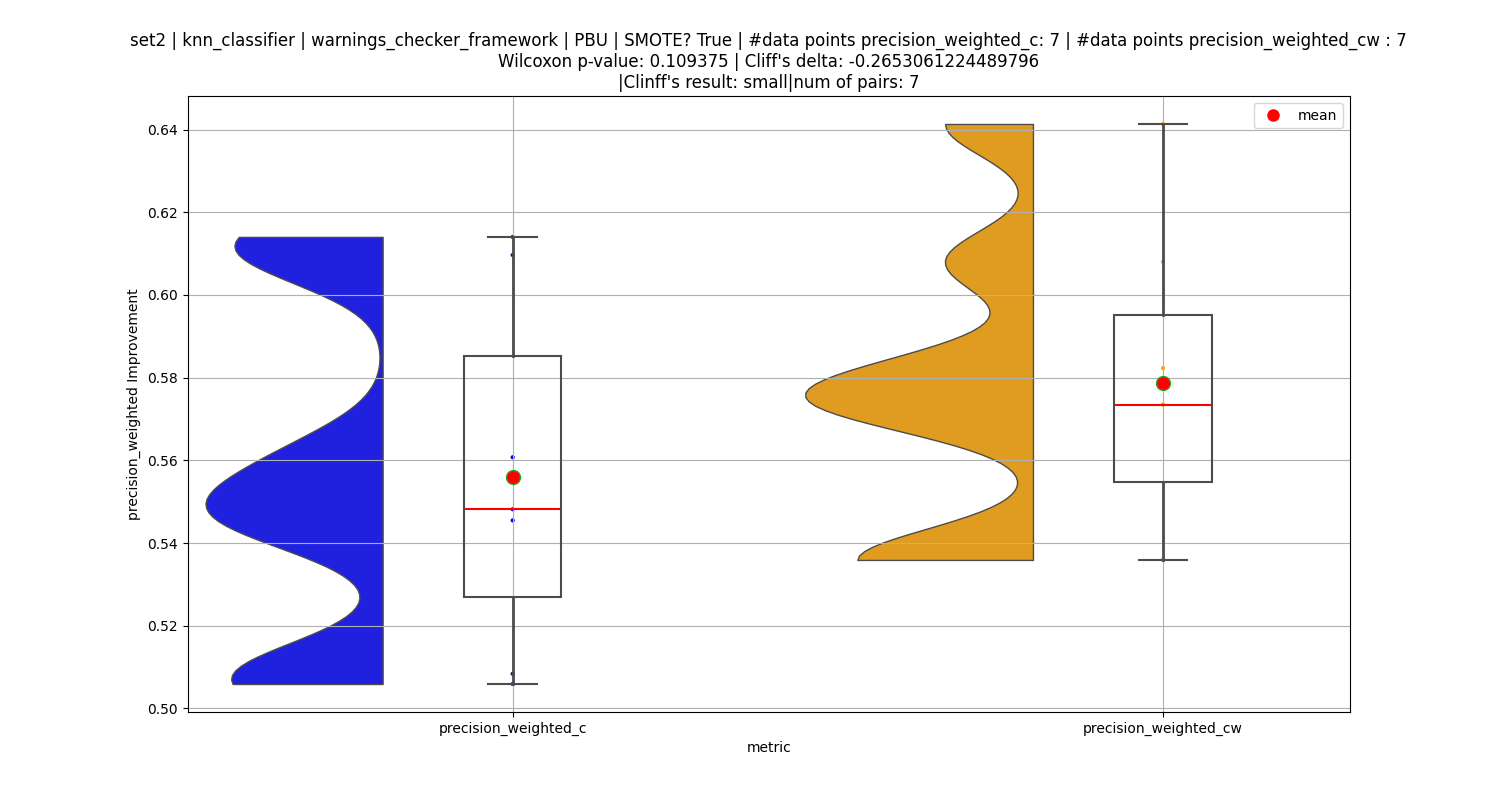 set2 | knn_classifier | warnings_checker_framework | PBU | SMOTE? True | #data points precision_weighted_c: 7 | #data points precision_weighted_cw : 7
Wilcoxon p-value: 0.109375 | Cliff's delta: -0.2653061224489796
|Clinff's result: small|num of pairs: 7
mean
0.64
0.62
0.60
0.58
0.56
0.54
0.52
0.50
precision_weighted Improvement
precision_weighted_c
precision_weighted_cw
metric